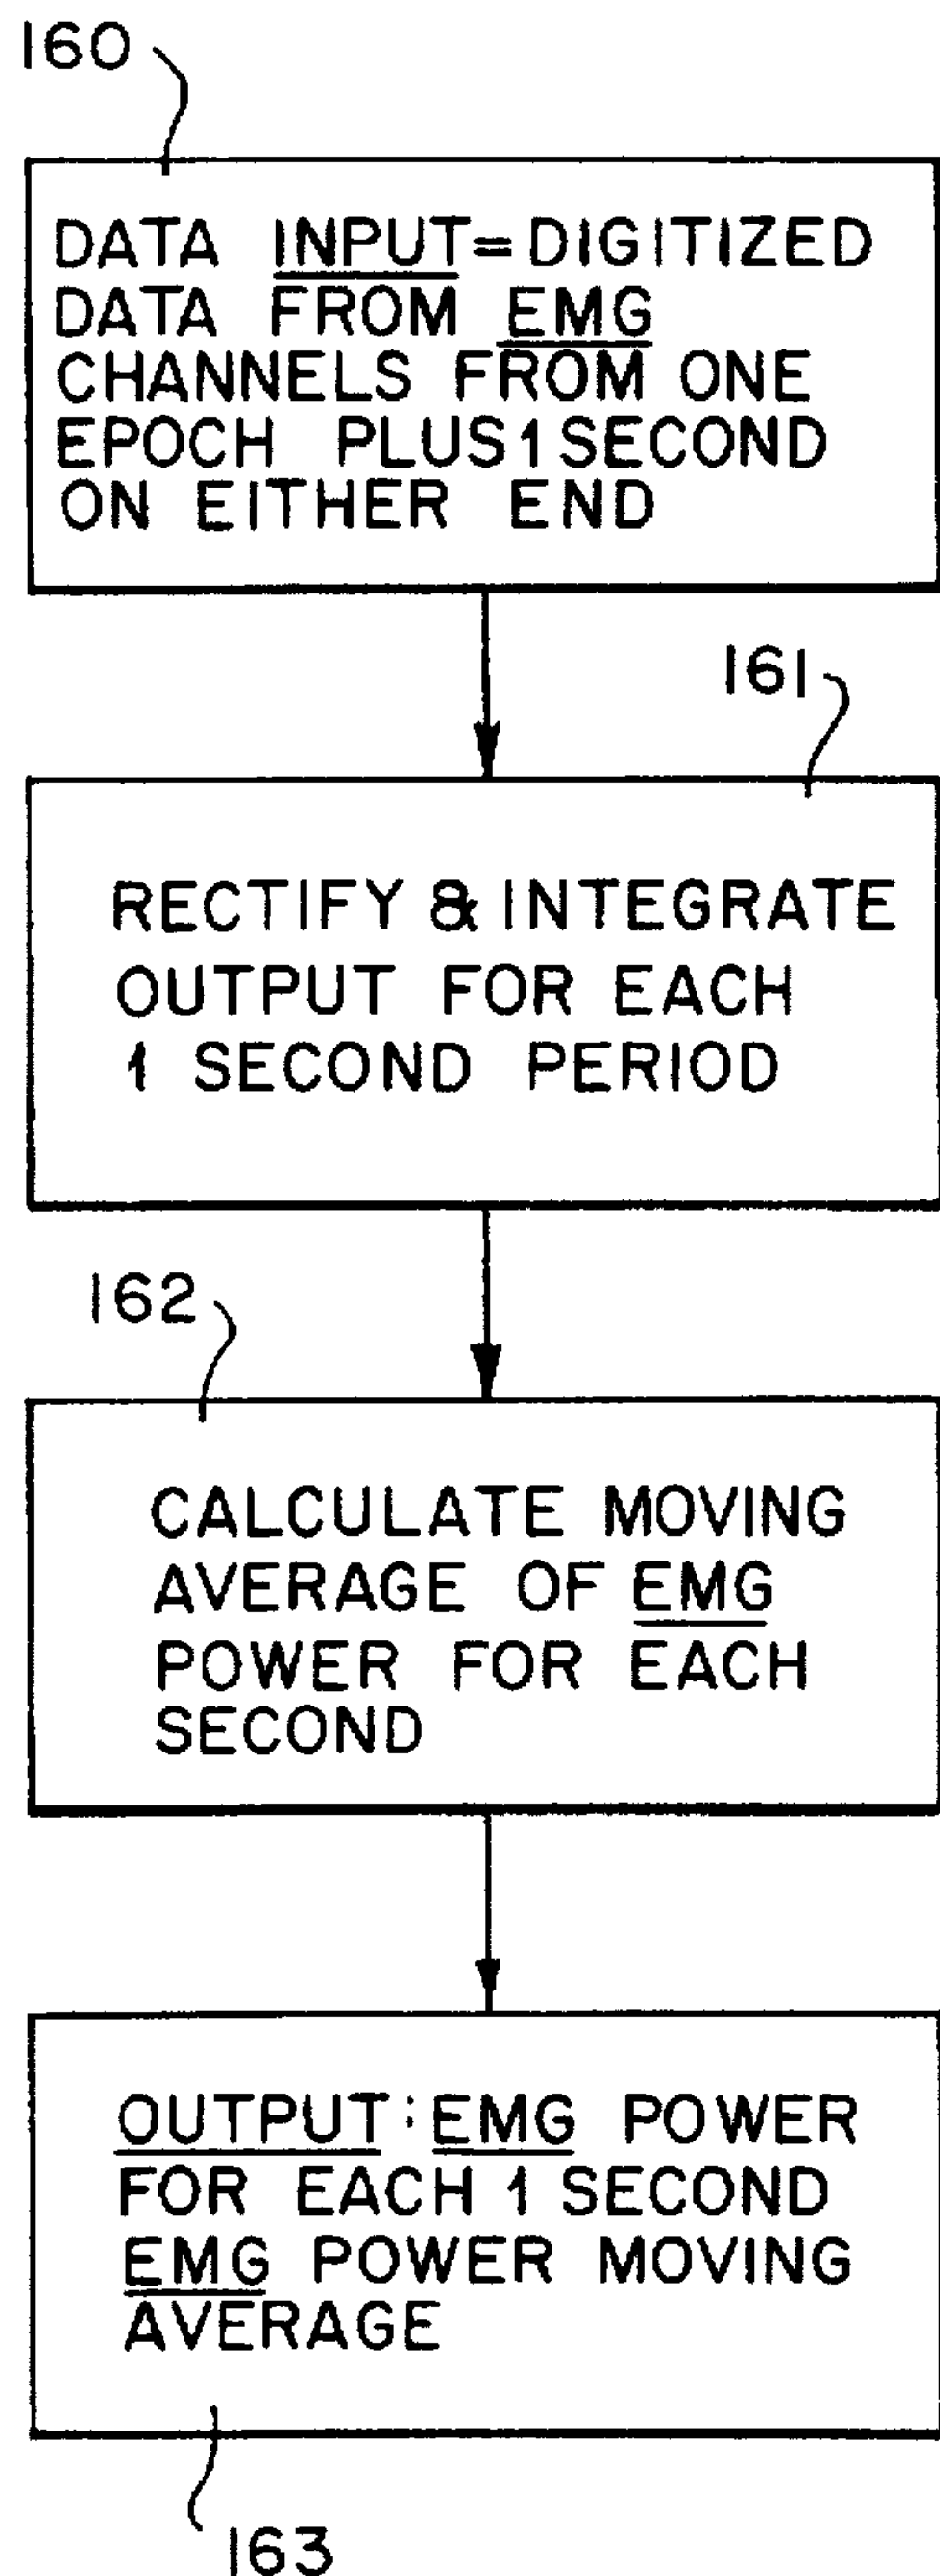 160
DATA INPUT=DIGITIZED
DATA FROM EMG
CHANNELS FROM ONE
EPOCH PLUS 1 SECOND
ON EITHER END
161
RECTIFY & INTEGRATE
OUTPUT FOR EACH
1 SECOND PERIOD
162
CALCULATE MOVING
AVERAGE OF EMG
POWER FOR EACH
SECOND
OUTPUT: EMG POWER
FOR EACH 1 SECOND
EMG POWER MOVING
AVERAGE
163